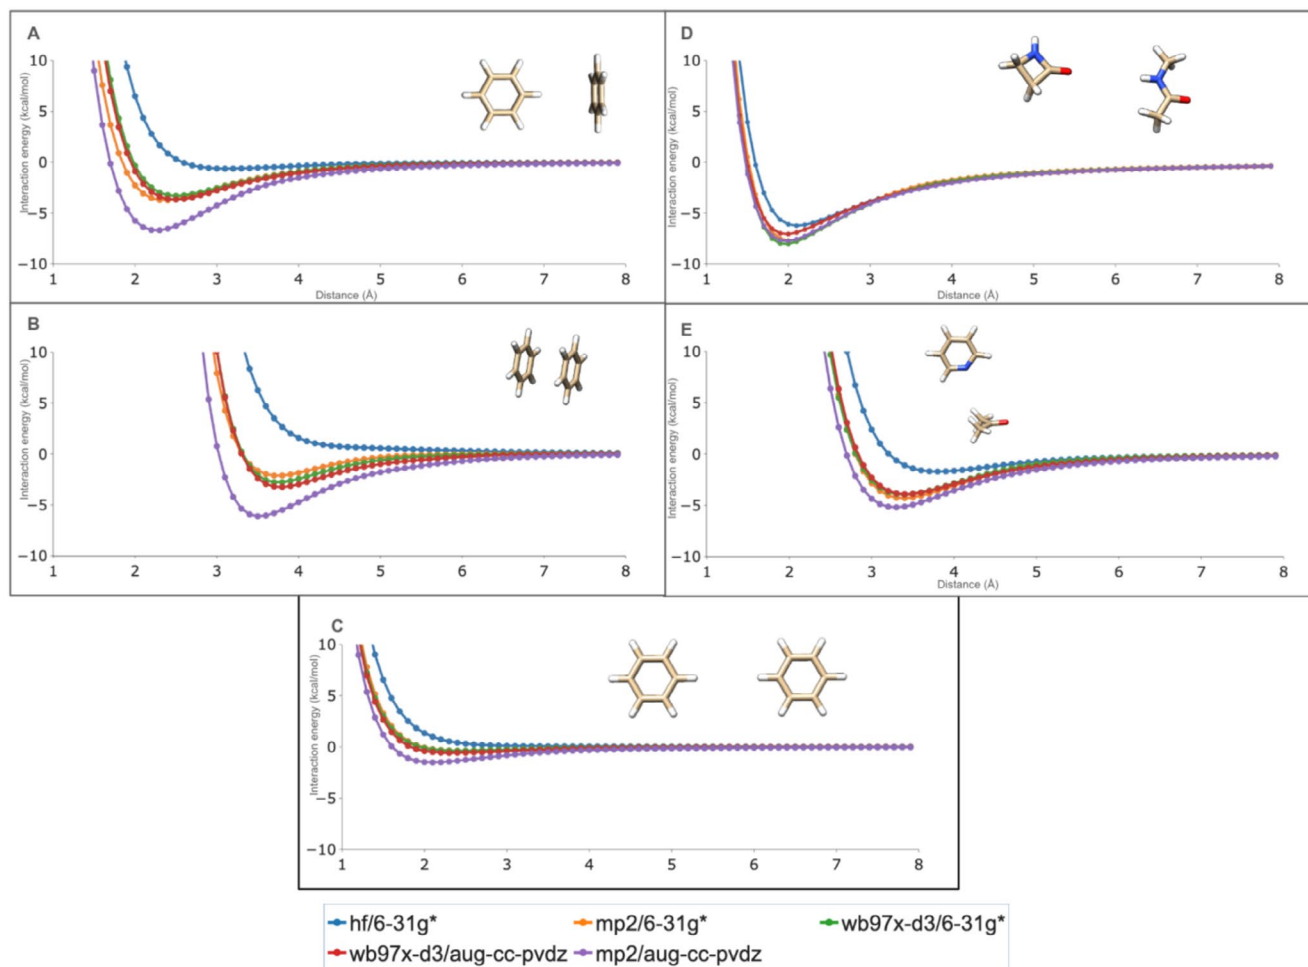 A
10
5
0
−5
−10
Interaction energy (kcal/mol)
1 2 3 4 5 6 7 8
Distance (Å)
D
10
5
0
−5
−10
Interaction energy (kcal/mol)
1 2 3 4 5 6 7 8
Distance (Å)
B
10
5
0
−5
−10
Interaction energy (kcal/mol)
1 2 3 4 5 6 7 8
E
10
5
0
−5
−10
Interaction energy (kcal/mol)
1 2 3 4 5 6 7 8
Distance (Å)
C
10
5
0
−5
−10
Interaction energy (kcal/mol)
1 2 3 4 5 6 7 8
hf/6-31g* mp2/6-31g* wb97x-d3/6-31g*
wb97x-d3/aug-cc-pvdz mp2/aug-cc-pvdz